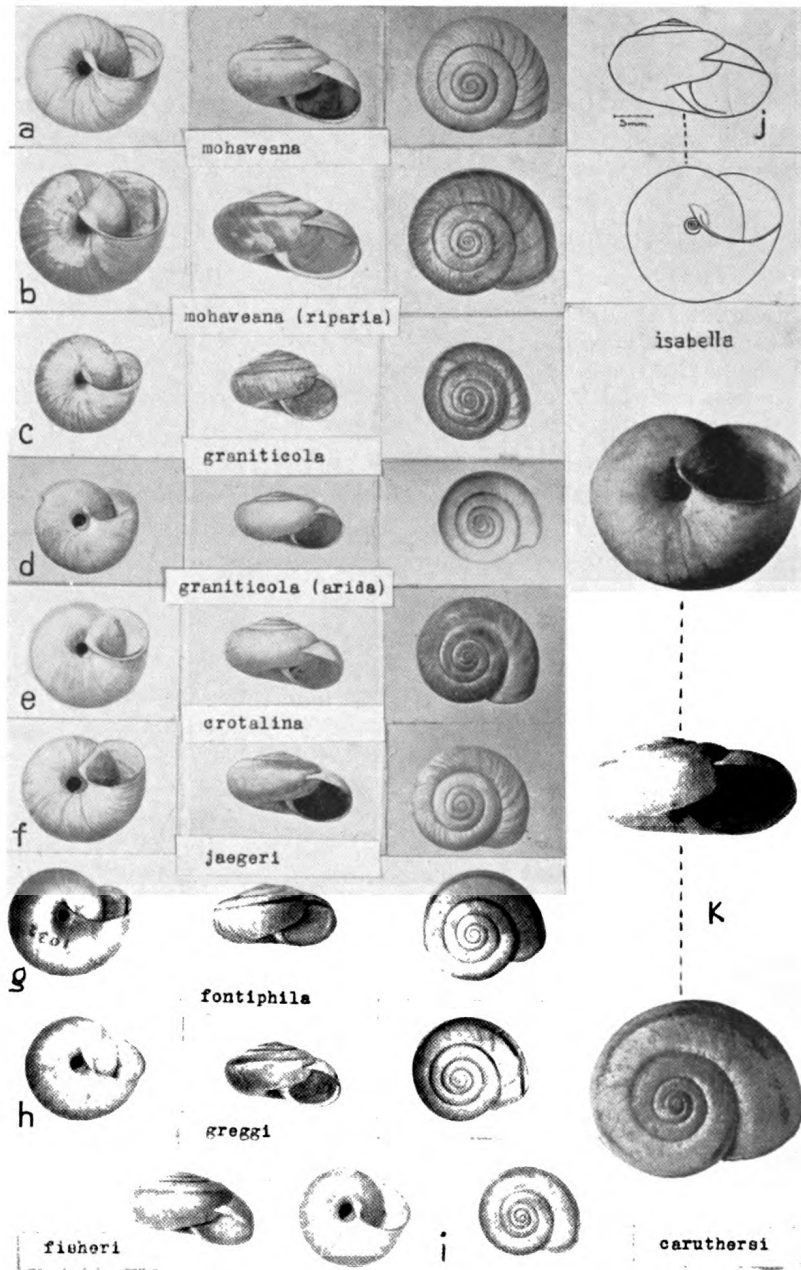 a
mohaveana
b
mohaveana (riparia)
c
graniticola
d
graniticola (arida)
e
crotalina
f
jaegeri
g
fontiphila
h
greggi
fisheri
i
5mm.
j
isabella
K
caruthersi